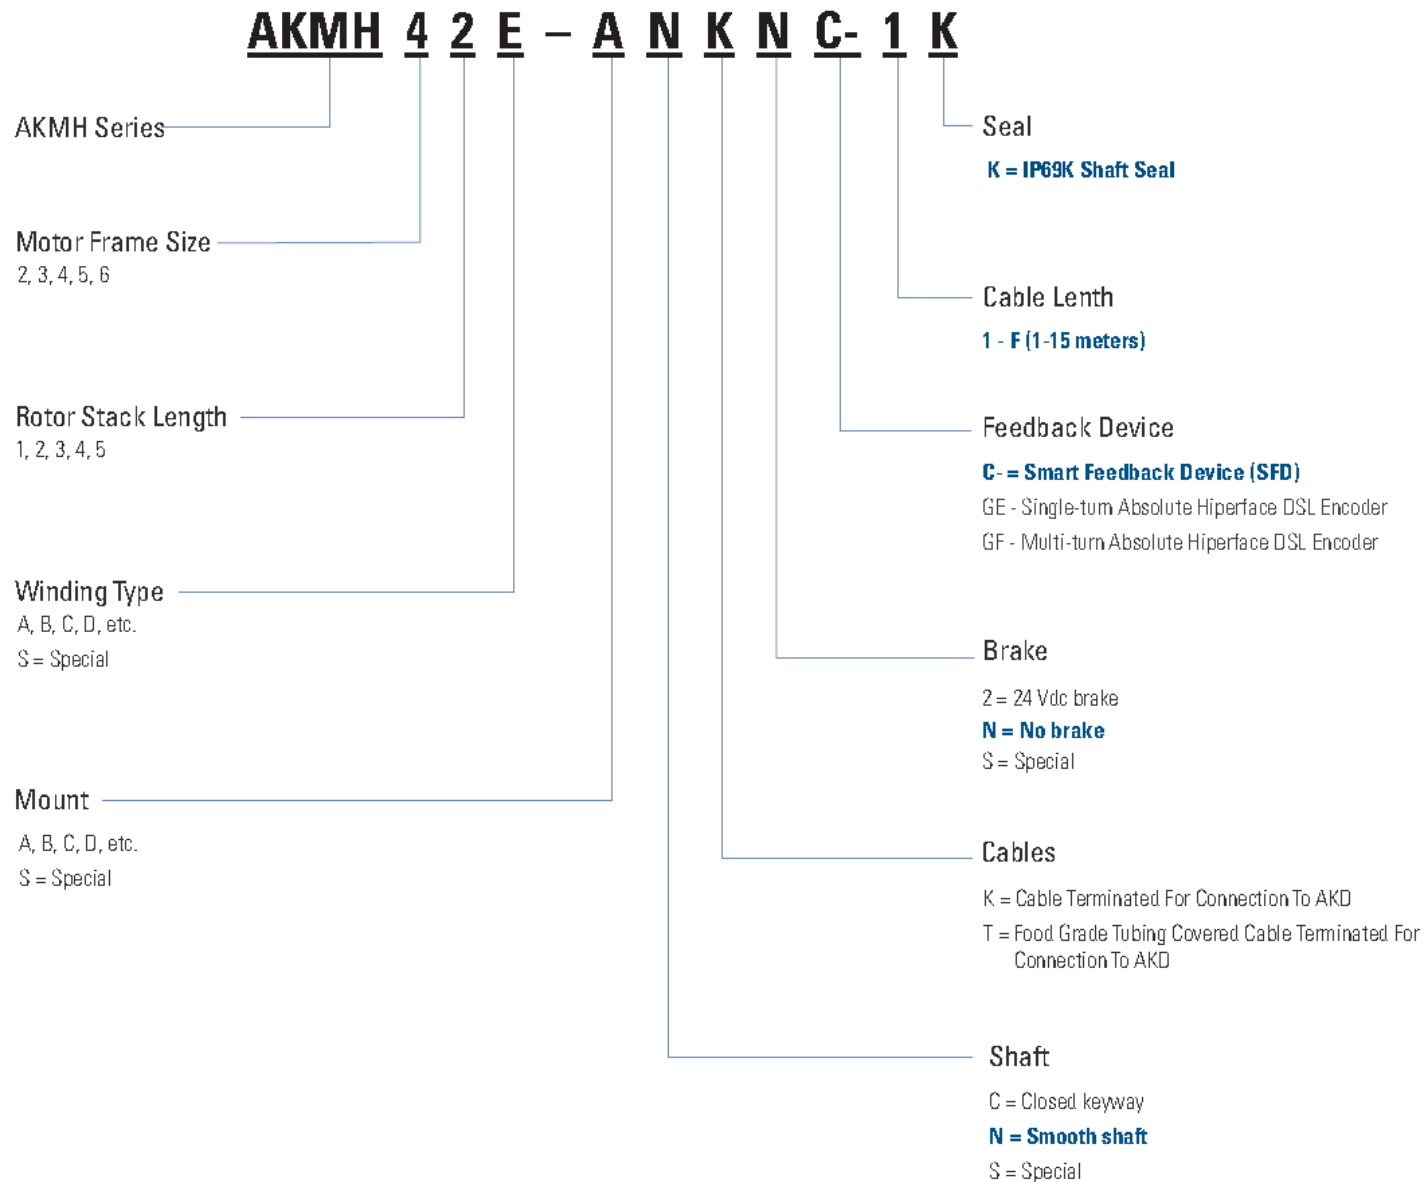 AKMH 4 2 E – A N K N C- 1 K
AKMH Series
Motor Frame Size
2, 3, 4, 5, 6
Rotor Stack Length
1, 2, 3, 4, 5
Winding Type
A, B, C, D, etc.
S = Special
Mount
A, B, C, D, etc.
S = Special
Seal
K = IP69K Shaft Seal
Cable Lenth
1 - F (1-15 meters)
Feedback Device
C- = Smart Feedback Device (SFD)
GE - Single-turn Absolute Hiperface DSL Encoder
GF - Multi-turn Absolute Hiperface DSL Encoder
Brake
2 = 24 Vdc brake
N = No brake
S = Special
Cables
K = Cable Terminated For Connection To AKD
T = Food Grade Tubing Covered Cable Terminated For
Connection To AKD
Shaft
C = Closed keyway
N = Smooth shaft
S = Special